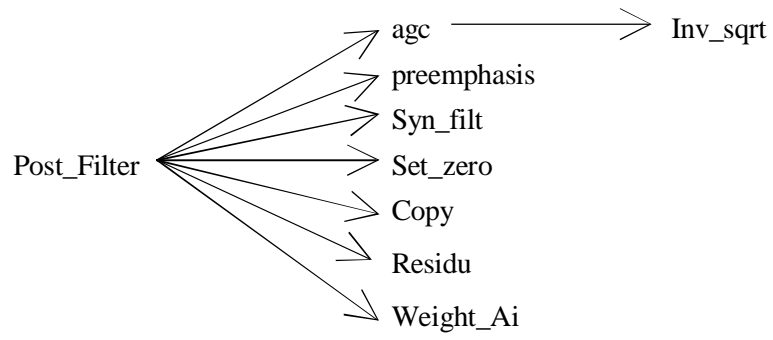 agc Inv_sqrt
preemphasis
Syn_filt
Post_Filter Set_zero
Copy
Residu
Weight_Ai